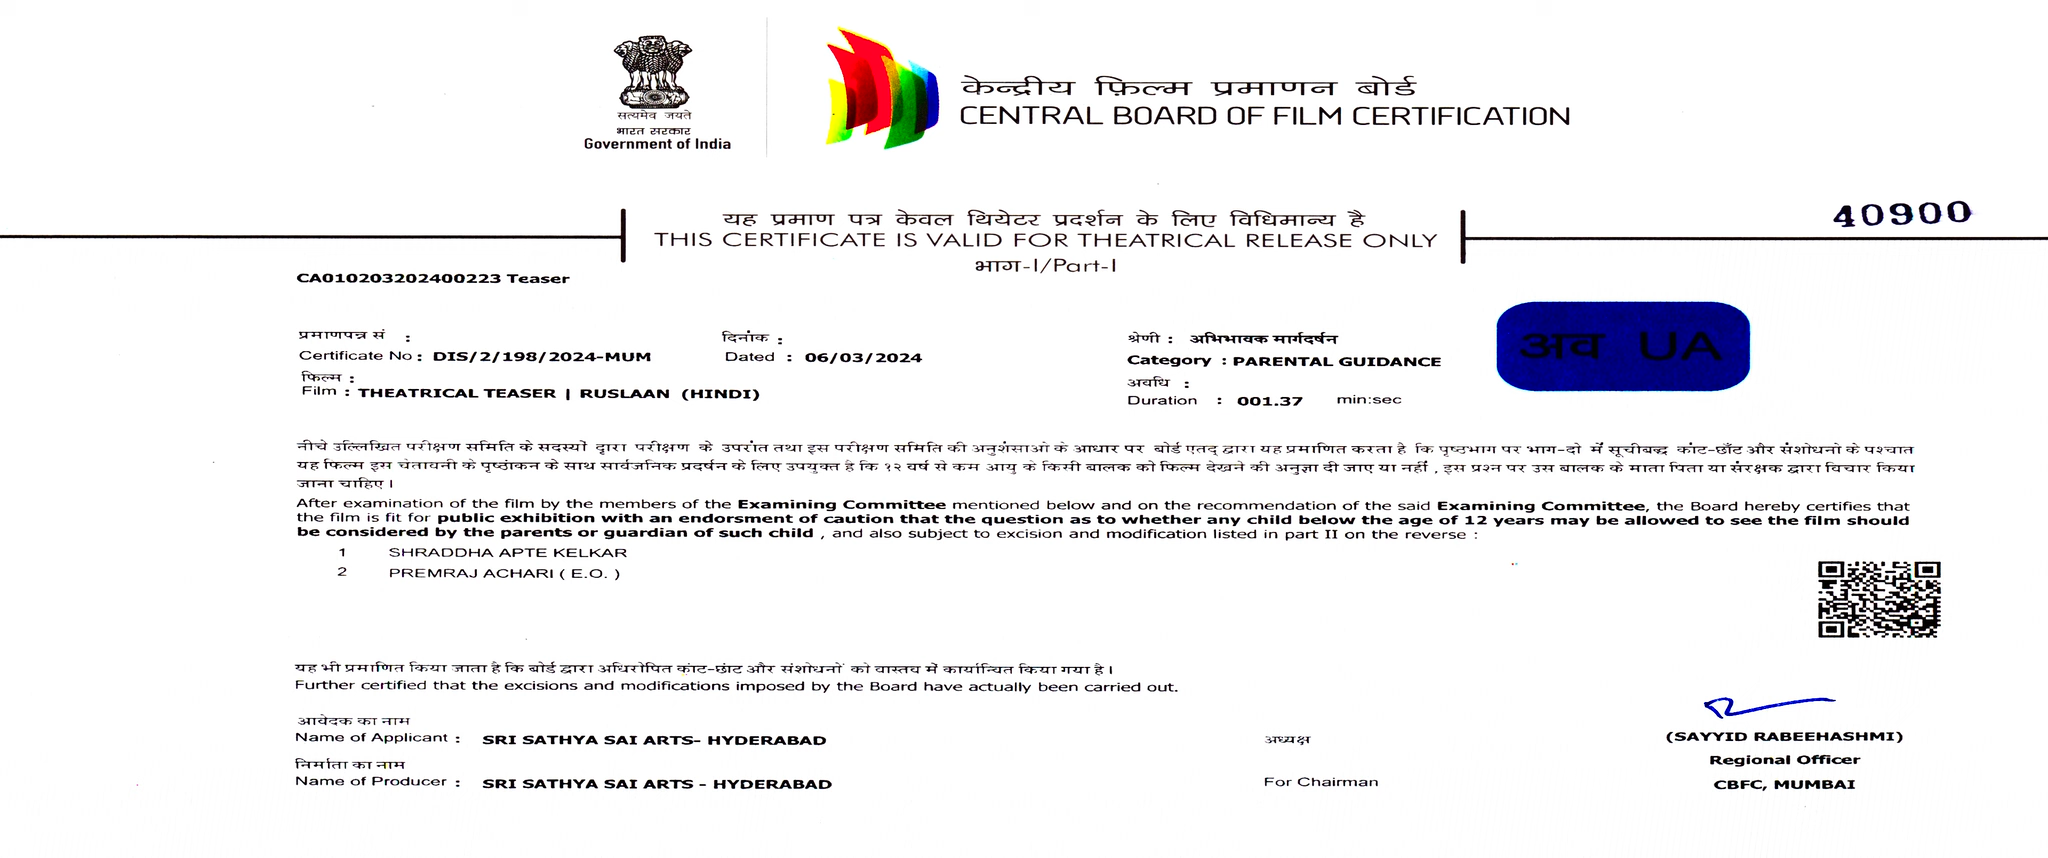 केन्द्रीय फ़िल्म प्रमाणन बोर्ड
CENTRAL BOARD OF FILM CERTIFICATION
सत्यमेव जयते
भारत सरकार
Government of India
40900
यह प्रमाण पत्र केवल थियेटर प्रदर्शन के लिए विधिमान्य है
THIS CERTIFICATE IS VALID FOR THEATRICAL RELEASE ONLY
भाग-I/Part-I
CA010203202400223 Teaser
प्रमाणपत्र सं :
Certificate No : DIS/2/198/2024-MUM
दिनांक :
Dated : 06/03/2024
श्रेणी : अभिभावक मार्गदर्षन
Category : PARENTAL GUIDANCE
अव UA
फिल्म :
Film : THEATRICAL TEASER | RUSLAAN (HINDI)
अवधि :
Duration : 001.37 min:sec
नीचे उल्लिखित परीक्षण समिति के सदस्यों द्वारा परीक्षण के उपरांत तथा इस परीक्षण समिति की अनुशंसाओ के आधार पर बोर्ड एतद् द्वारा यह प्रमाणित करता है कि पृष्ठभाग पर भाग-दो में सूचीबद्ध कांट-छाँट और संशोधनो के पश्चात
यह फिल्म इस चेतावनी के पृष्ठांकन के साथ सार्वजनिक प्रदर्षन के लिए उपयुक्त है कि १२ वर्ष से कम आयु के किसी बालक को फिल्म देखने की अनुज्ञा दी जाए या नहीं , इस प्रश्न पर उस बालक के माता पिता या संरक्षक द्वारा विचार किया
जाना चाहिए ।
After examination of the film by the members of the Examining Committee mentioned below and on the recommendation of the said Examining Committee, the Board hereby certifies that
the film is fit for public exhibition with an endorsment of caution that the question as to whether any child below the age of 12 years may be allowed to see the film should
be considered by the parents or guardian of such child , and also subject to excision and modification listed in part II on the reverse :
1 SHRADDHA APTE KELKAR
2 PREMRAJ ACHARI ( E.O. )
यह भी प्रमाणित किया जाता है कि बोर्ड द्वारा अधिरोपित कांट-छांट और संशोधनों को वास्तव में कार्यान्वित किया गया है ।
Further certified that the excisions and modifications imposed by the Board have actually been carried out.
आवेदक का नाम
Name of Applicant : SRI SATHYA SAI ARTS- HYDERABAD
निर्माता का नाम
Name of Producer : SRI SATHYA SAI ARTS - HYDERABAD
अध्यक्ष
For Chairman
(SAYYID RABEEHASHMI)
Regional Officer
CBFC, MUMBAI